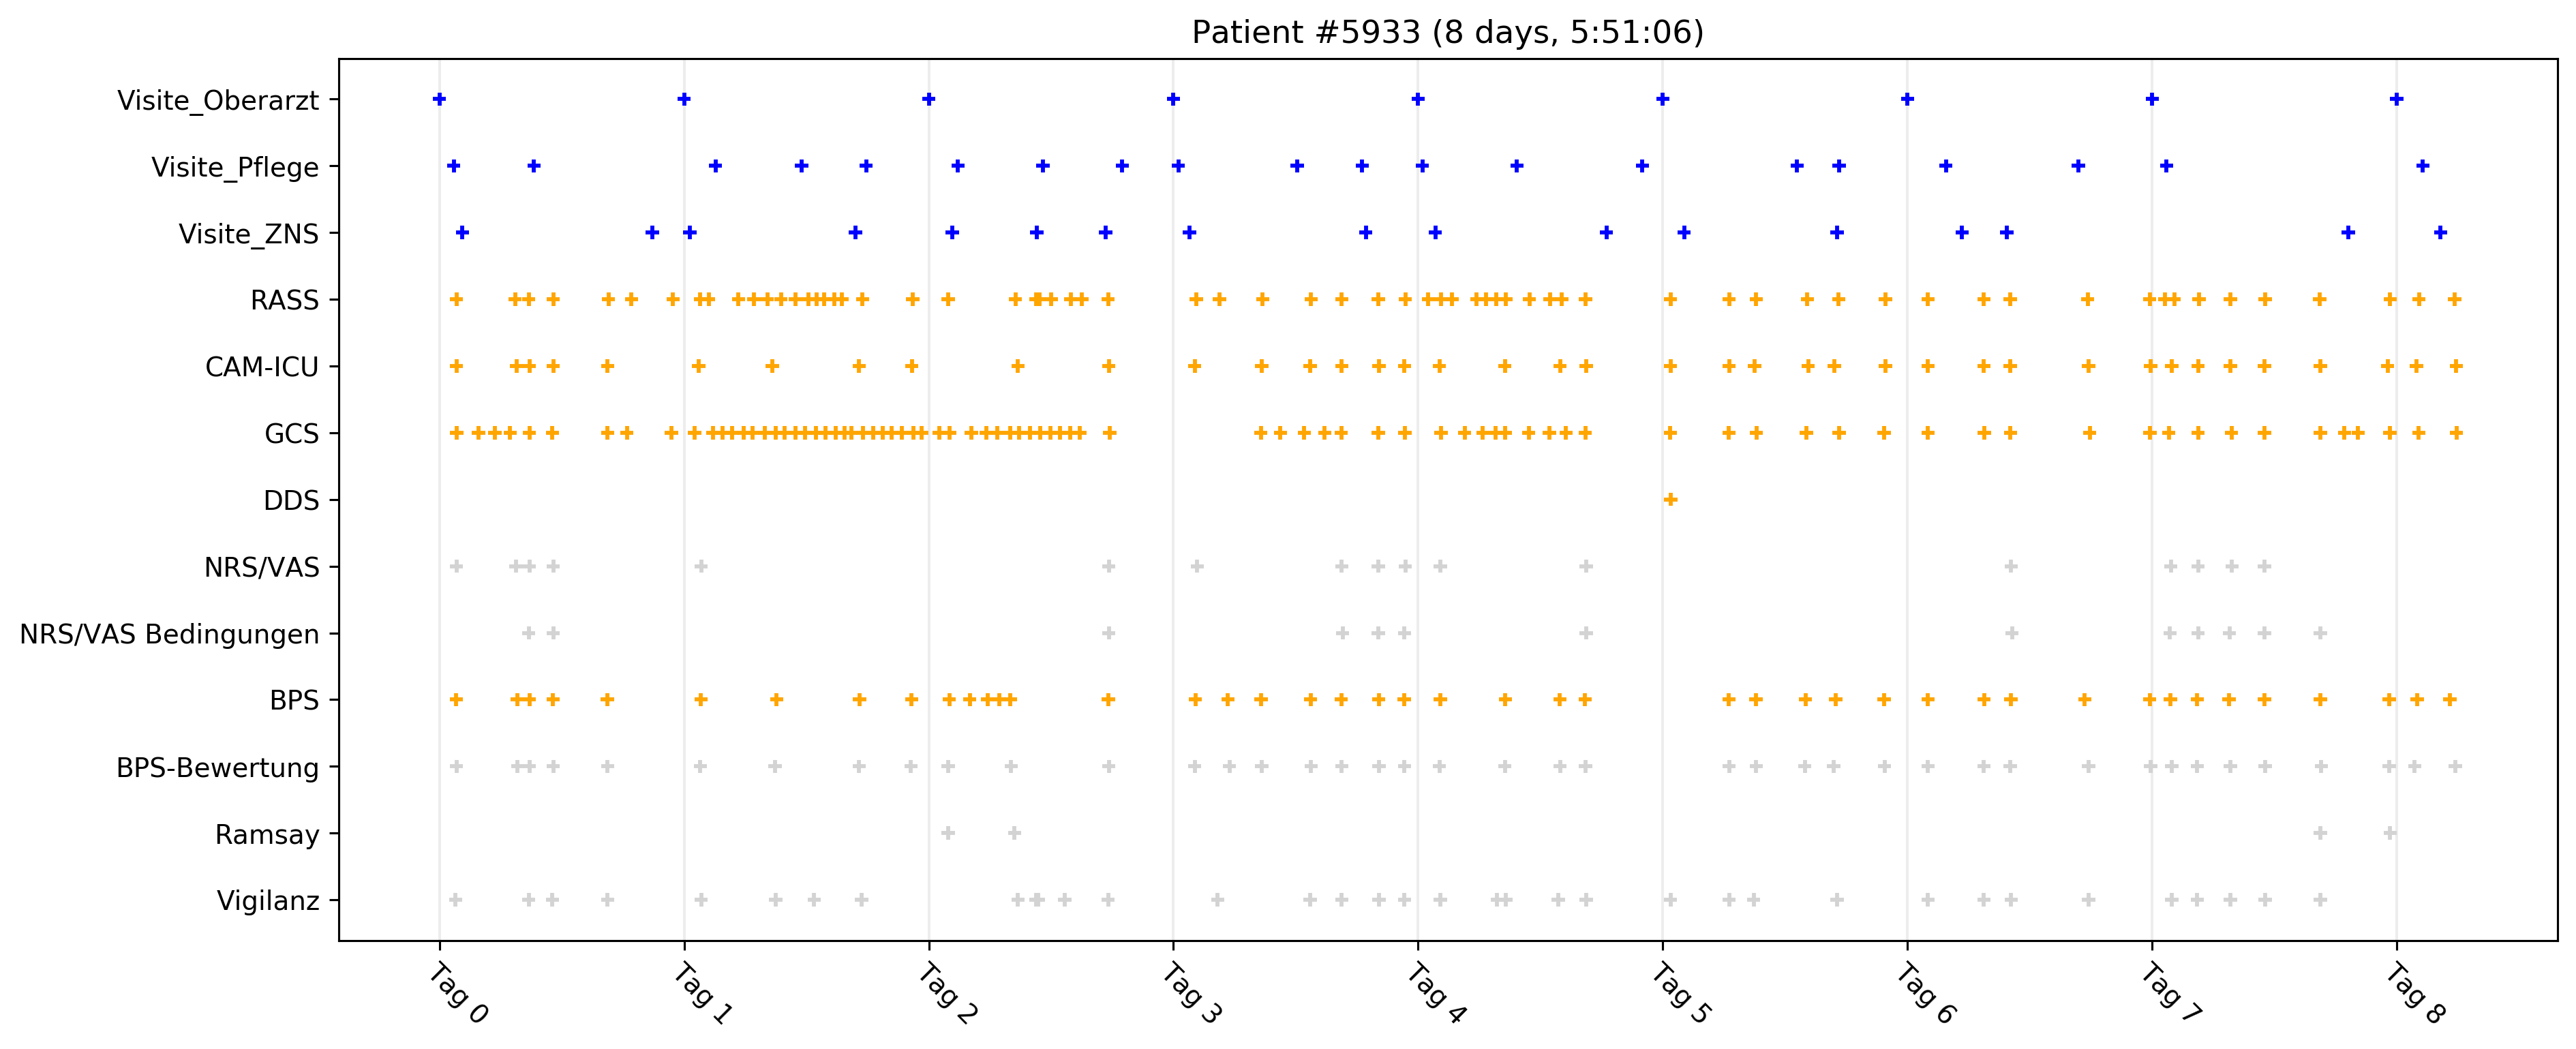 Patient #5933 (8 days, 5:51:06)
Visite_Oberarzt
Visite_Pflege
Visite_ZNS
RASS
CAM-ICU
GCS
DDS
NRS/VAS
NRS/VAS Bedingungen
BPS
BPS-Bewertung
Ramsay
Vigilanz
Tag 0
Tag 1
Tag 2
Tag 3
Tag 4
Tag 5
Tag 6
Tag 7
Tag 8